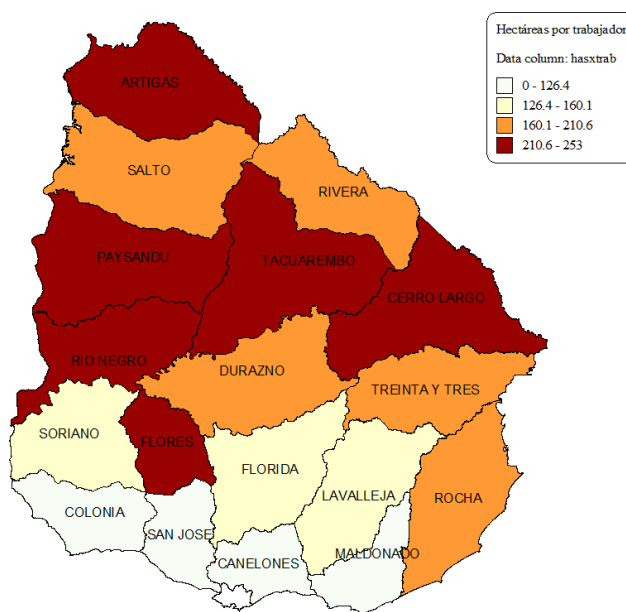 Hectáreas por trabajador
Data column: hasxtrab
0 - 126.4
126.4 - 160.1
160.1 - 210.6
210.6 - 253
ARTIGAS
SALTO
RIVERA
PAYSANDU
TACUAREMBO
CERRO LARGO
RIO NEGRO
DURAZNO
TREINTA Y TRES
SORIANO
FLORES
FLORIDA
LAVALLEJA
ROCHA
COLONIA
SAN JOSE
CANELONES
MALDONADO